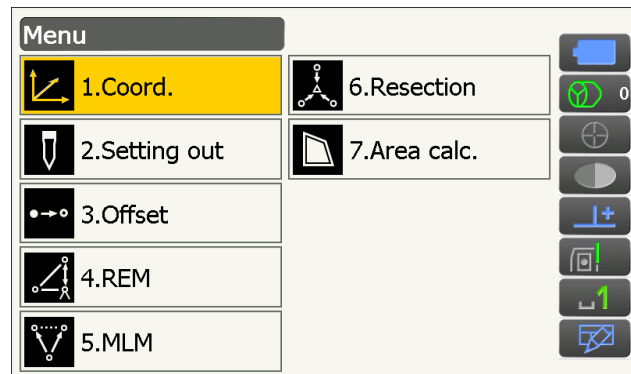 Menu
1.Coord.
2.Setting out
3.Offset
4.REM
5.MLM
6.Resection
7.Area calc.
0
1